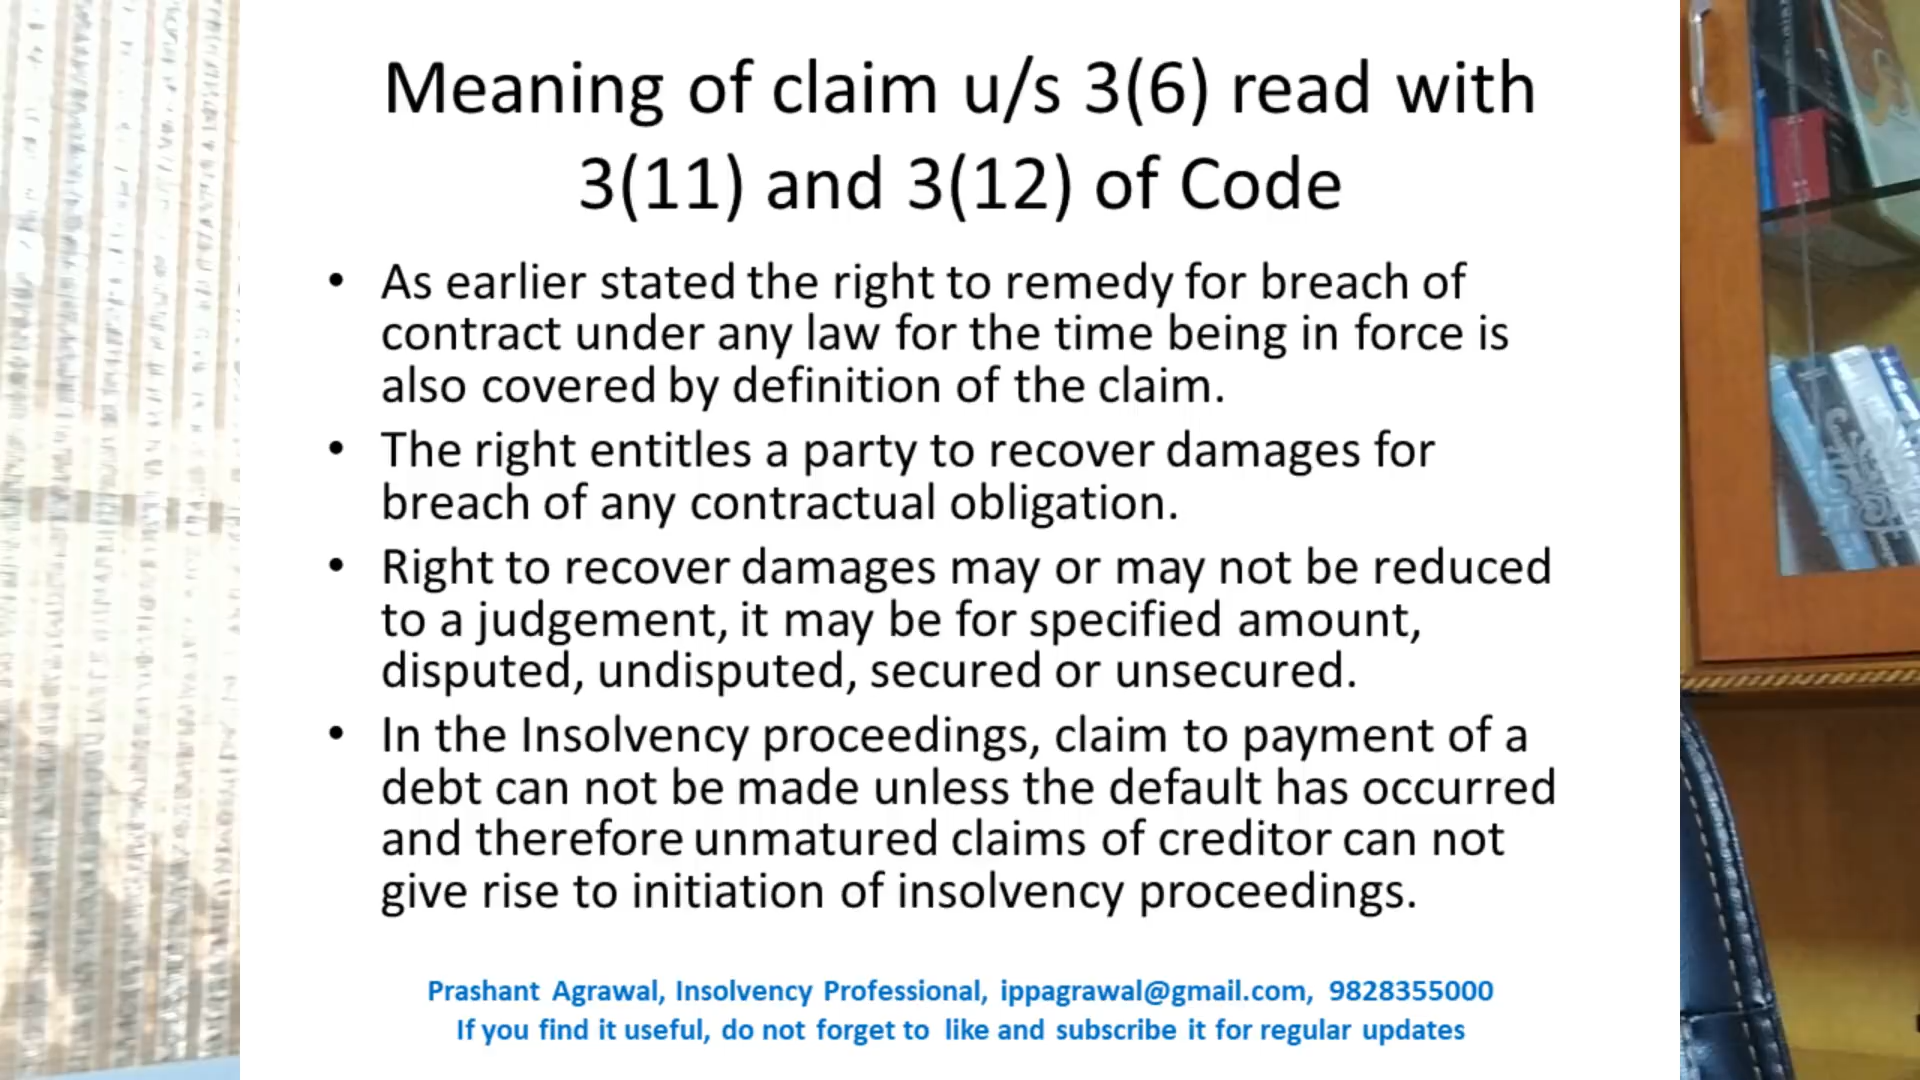 Meaning of claim u/s 3(6) read with
3(11) and 3(12) of Code
• As earlier stated the right to remedy for breach of
contract under any law for the time being in force is
also covered by definition of the claim.
• The right entitles a party to recover damages for
breach of any contractual obligation.
• Right to recover damages may or may not be reduced
to a judgement, it may be for specified amount,
disputed, undisputed, secured or unsecured.
• In the Insolvency proceedings, claim to payment of a
debt can not be made unless the default has occurred
and therefore unmatured claims of creditor can not
give rise to initiation of insolvency proceedings.
Prashant Agrawal, Insolvency Professional, ippagrawal@gmail.com, 9828355000
If you find it useful, do not forget to like and subscribe it for regular updates